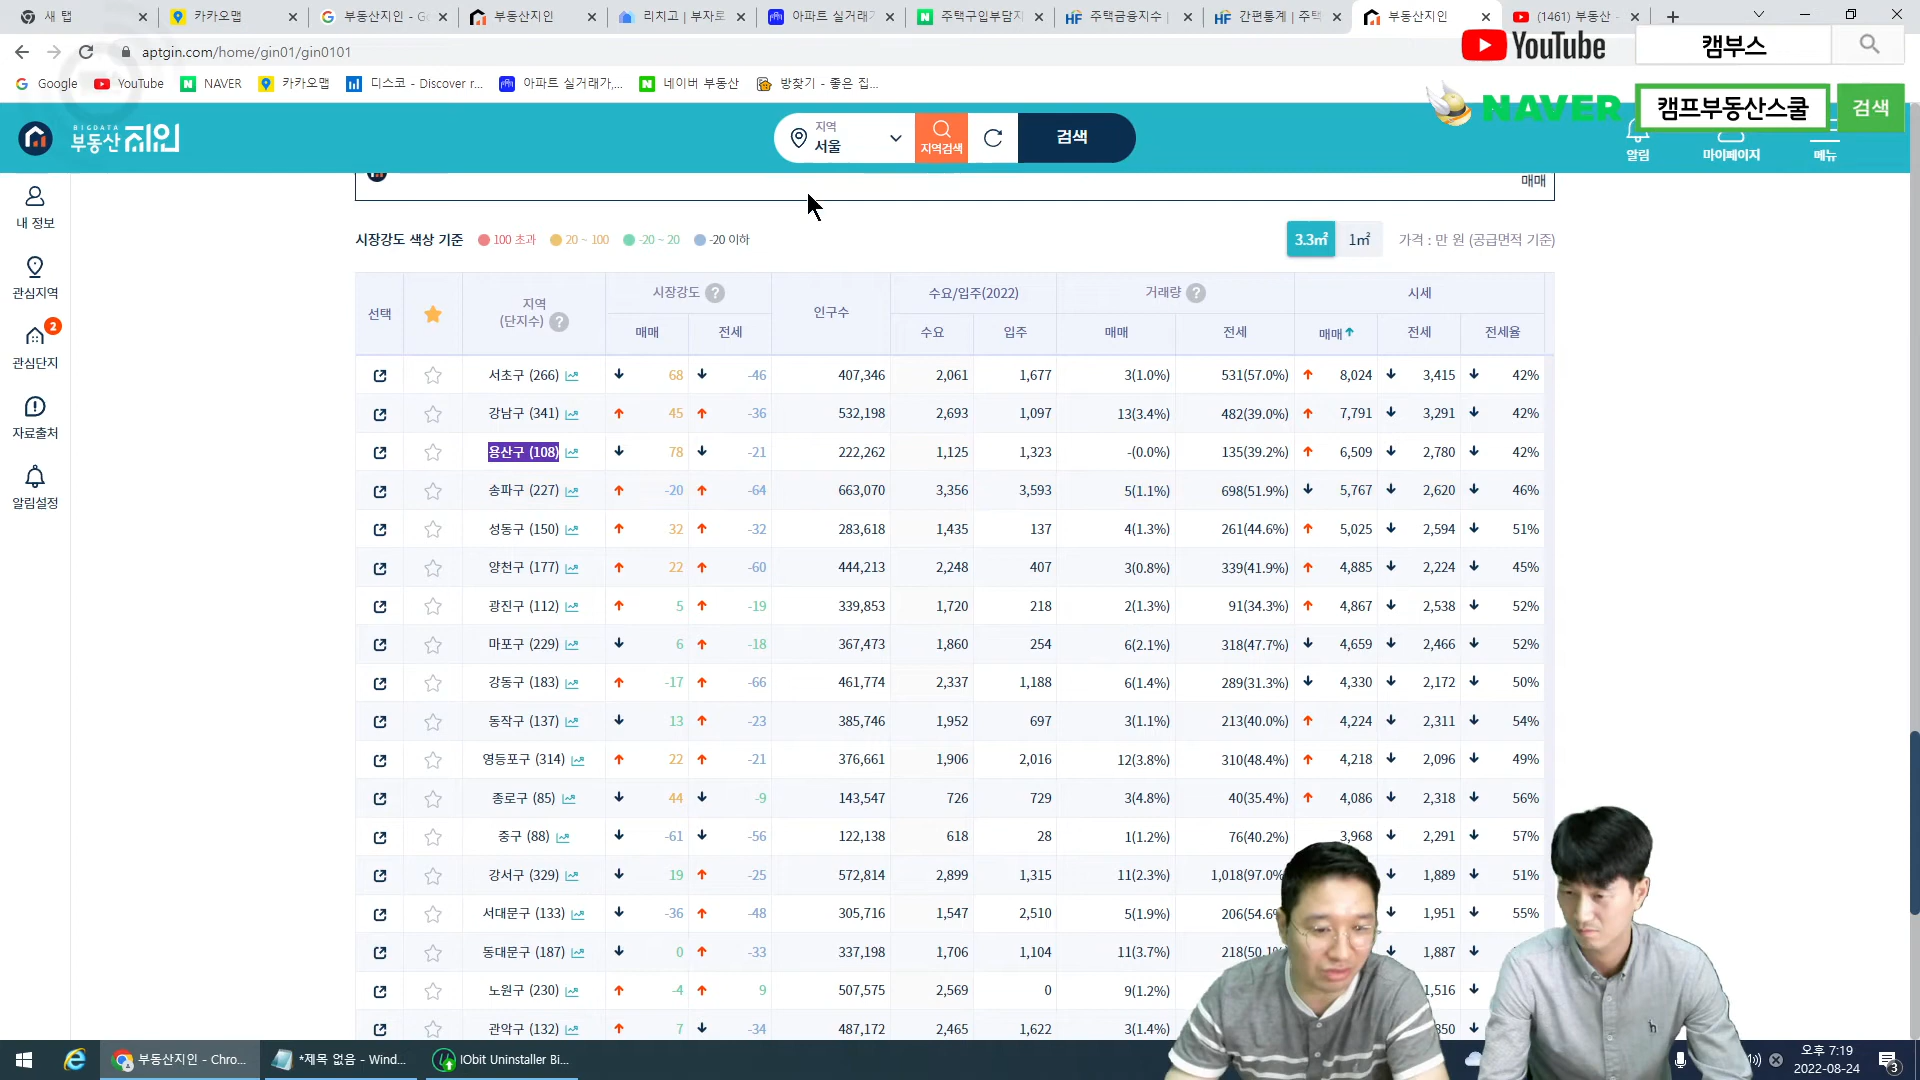 새 탭
카카오맵
부동산지인 - G
부동산지인
리치고 | 부자로
아파트 실거래가
주택구입부담지
주택금융지수 |
간편통계 | 주택
부동산지인
(1461) 부동산 -
aptgin.com/home/gin01/gin0101
YouTube
캠부스
Google
YouTube
NAVER
카카오맵
디스코 - Discover r...
아파트 실거래가,...
네이버 부동산
방찾기 - 좋은 집...
NAVER
캠프부동산스쿨
검색
BIGDATA
부동산 지인
지역
서울
지역검색
검색
알림
마이페이지
메뉴
내 정보
관심지역
2
관심단지
자료출처
알림설정
매매
시장강도 색상 기준
100 초과
20 ~ 100
-20 ~ 20
-20 이하
3.3㎡
1㎡
가격 : 만 원 (공급면적 기준)
선택 지역 (단지수) 시장강도 인구수 수요/입주(2022) 거래량 시세
매매 전세 수요 입주 매매 전세 매매 전세 전세율
서초구 (266) 68 -46 407,346 2,061 1,677 3(1.0%) 531(57.0%) 8,024 3,415 42%
강남구 (341) 45 -36 532,198 2,693 1,097 13(3.4%) 482(39.0%) 7,791 3,291 42%
용산구 (108) 78 -21 222,262 1,125 1,323 -(0.0%) 135(39.2%) 6,509 2,780 42%
송파구 (227) -20 -64 663,070 3,356 3,593 5(1.1%) 698(51.9%) 5,767 2,620 46%
성동구 (150) 32 -32 283,618 1,435 137 4(1.3%) 261(44.6%) 5,025 2,594 51%
양천구 (177) 22 -60 444,213 2,248 407 3(0.8%) 339(41.9%) 4,885 2,224 45%
광진구 (112) 5 -19 339,853 1,720 218 2(1.3%) 91(34.3%) 4,867 2,538 52%
마포구 (229) 6 -18 367,473 1,860 254 6(2.1%) 318(47.7%) 4,659 2,466 52%
강동구 (183) -17 -66 461,774 2,337 1,188 6(1.4%) 289(31.3%) 4,330 2,172 50%
동작구 (137) 13 -23 385,746 1,952 697 3(1.1%) 213(40.0%) 4,224 2,311 54%
영등포구 (314) 22 -21 376,661 1,906 2,016 12(3.8%) 310(48.4%) 4,218 2,096 49%
종로구 (85) 44 -9 143,547 726 729 3(4.8%) 40(35.4%) 4,086 2,318 56%
중구 (88) -61 -56 122,138 618 28 1(1.2%) 76(40.2%) 3,968 2,291 57%
강서구 (329) 19 -25 572,814 2,899 1,315 11(2.3%) 1,018(97.0% 1,889 51%
서대문구 (133) -36 -48 305,716 1,547 2,510 5(1.9%) 206(54.6 1,951 55%
동대문구 (187) 0 -33 337,198 1,706 1,104 11(3.7%) 218(50.1% 1,887
노원구 (230) -4 9 507,575 2,569 0 9(1.2%) 1,516
관악구 (132) 7 -34 487,172 2,465 1,622 3(1.4%) 850
부동산지인 - Chro...
*제목 없음 - Wind...
IObit Uninstaller Bi...
오후 7:19
2022-08-24
3